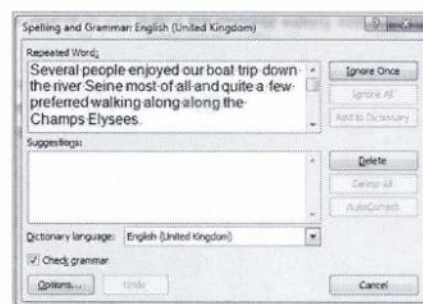 Spelling and Grammar: English (United Kingdom)
Repeated Word:
Several people enjoyed our boat trip down
the river Seine most of all and quite a few
preferred walking along along the
Champs Elysees.
Ignore Once
Ignore All
Add to Dictionary
Suggestions:
Delete
Delete All
AutoCorrect
Dictionary language: English (United Kingdom)
Check grammar
Options...
Undo
Cancel